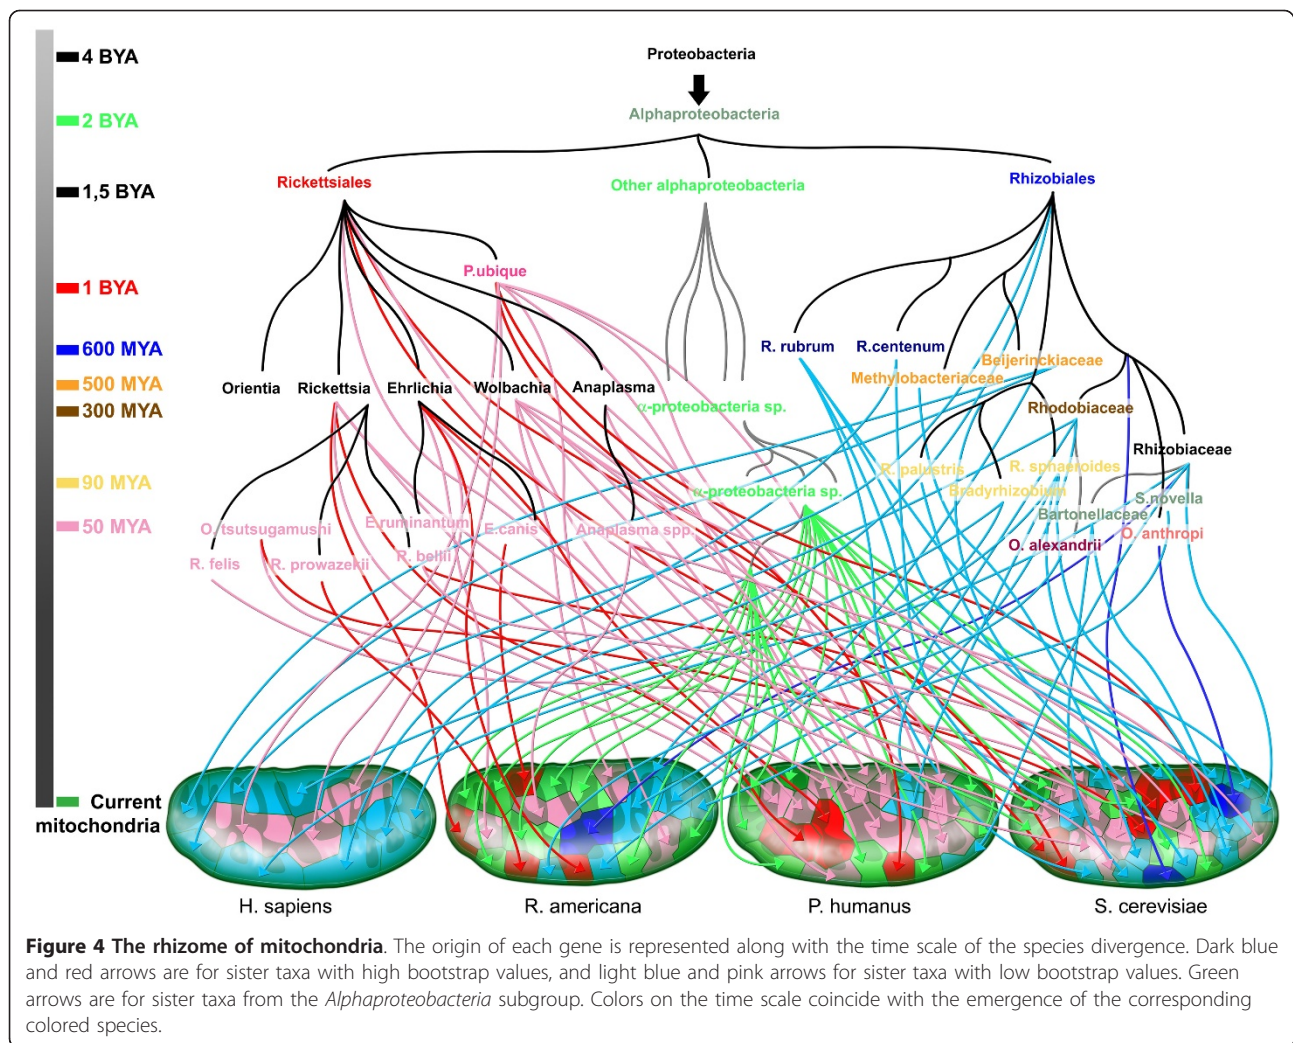 4 BYA
Proteobacteria
2 BYA
Alphaproteobacteria
1,5 BYA
Rickettsiales
Other alphaproteobacteria
Rhizobiales
P.ubique
1 BYA
600 MYA
R. rubrum
R.centenum
Beijerinckiaceae
500 MYA
Methylobacteriaceae
Orientia
Rickettsia
Ehrlichia
Wolbachia
Anaplasma
300 MYA
α-proteobacteria sp.
Rhodobiaceae
Rhizobiaceae
R. palustris
R. sphaeroides
90 MYA
α-proteobacteria sp.
Bradyrhizobium
S.novella
Bartonellaceae
50 MYA
O. tsutsugamushi
E.ruminantum
E.canis
Anaplasma spp.
O. anthropi
O. alexandrii
R. felis
R. prowazekii
R. bellii
Current
mitochondria
H. sapiens
R. americana
P. humanus
S. cerevisiae
Figure 4 The rhizome of mitochondria. The origin of each gene is represented along with the time scale of the species divergence. Dark blue
and red arrows are for sister taxa with high bootstrap values, and light blue and pink arrows for sister taxa with low bootstrap values. Green
arrows are for sister taxa from the Alphaproteobacteria subgroup. Colors on the time scale coincide with the emergence of the corresponding
colored species.